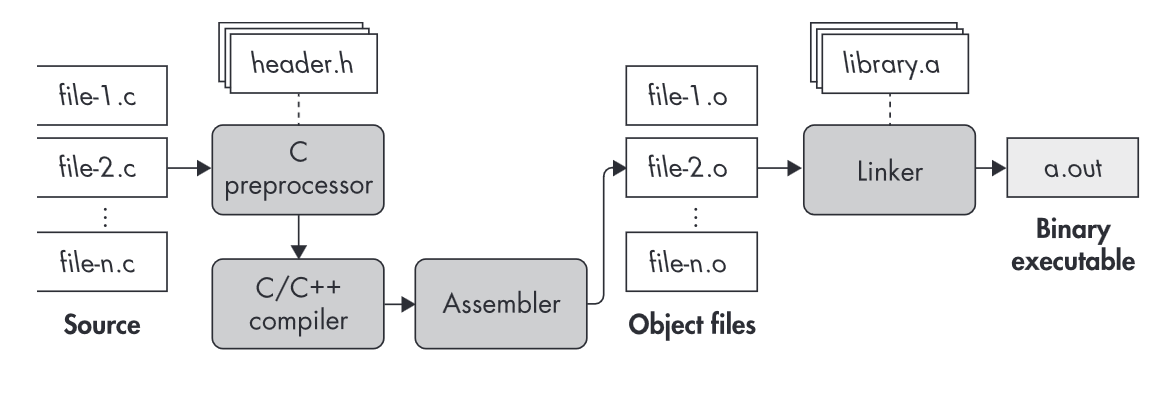 header.h
library.a
file-1.c
file-1.o
C
preprocessor
file-2.c
file-2.o
Linker
a.out
Binary
executable
file-n.c
file-n.o
C/C++
compiler
Assembler
Source
Object files